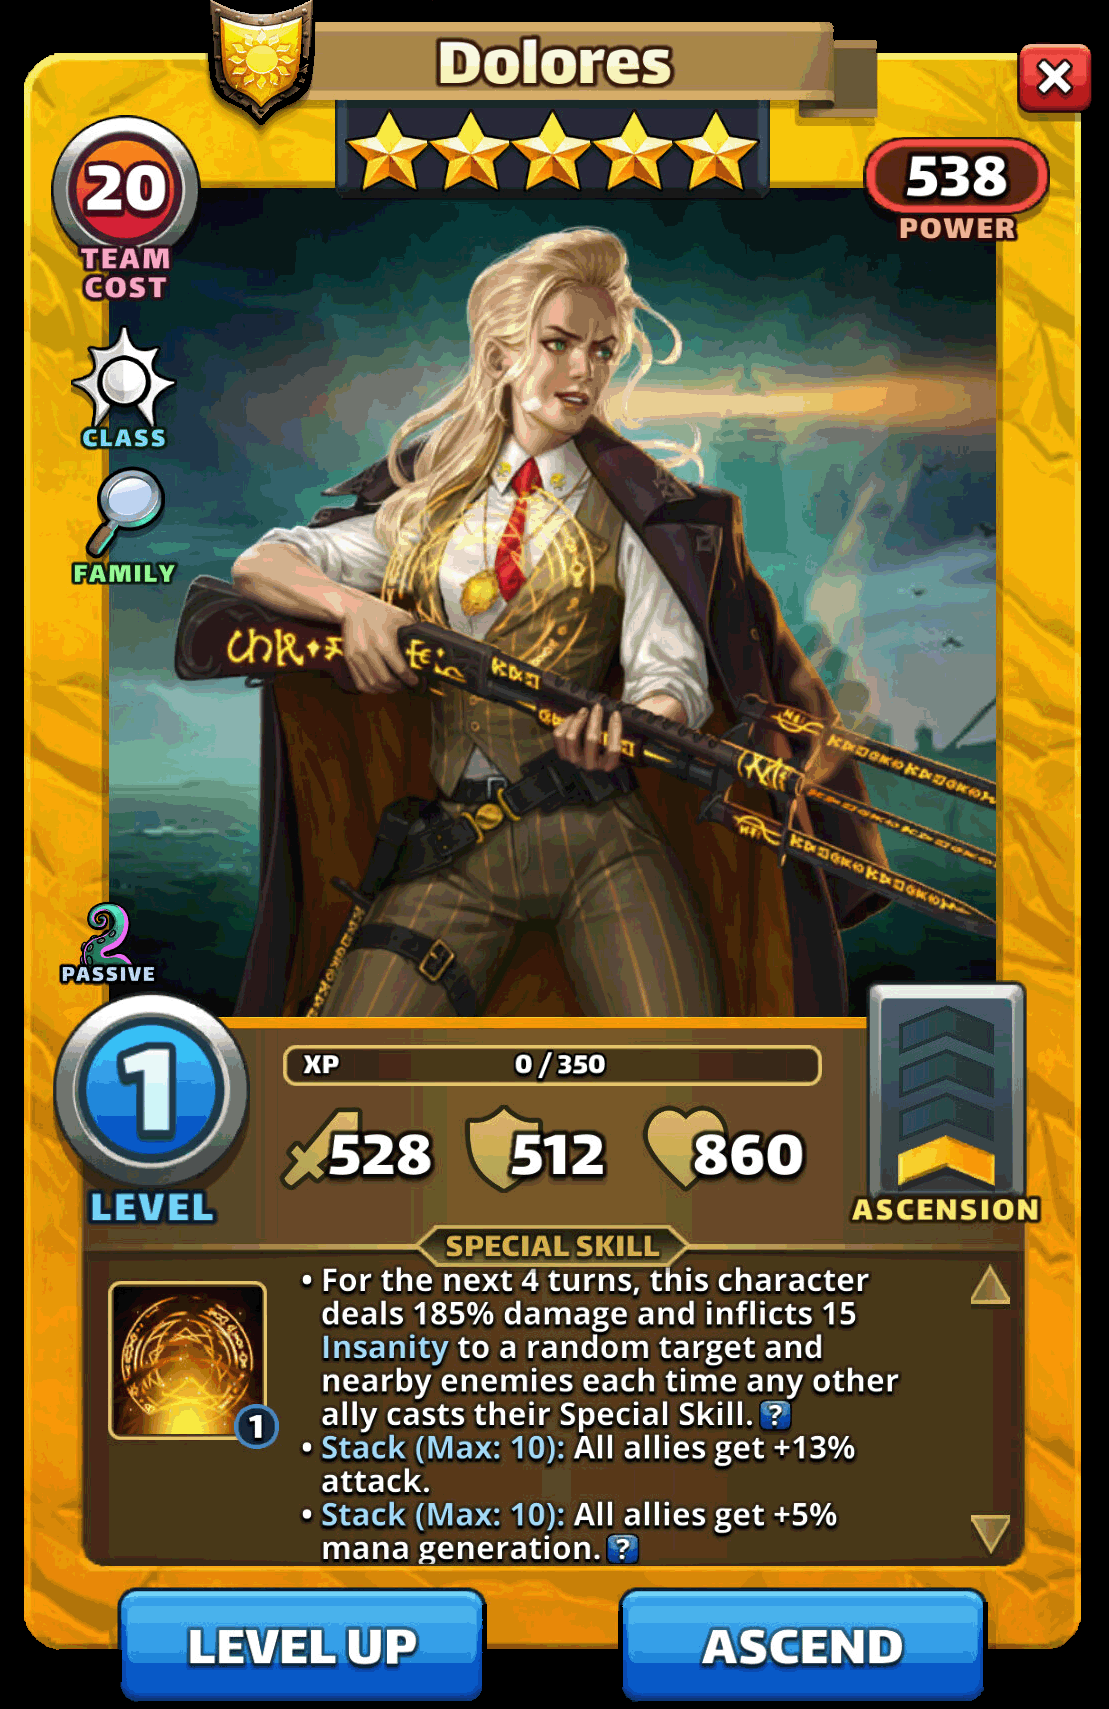 Dolores
20
TEAM
COST
538
POWER
CLASS
FAMILY
PASSIVE
1
LEVEL
XP 0 / 350
528 512 860
ASCENSION
SPECIAL SKILL
1
• For the next 4 turns, this character
deals 185% damage and inflicts 15
Insanity to a random target and
nearby enemies each time any other
ally casts their Special Skill. ?
• Stack (Max: 10): All allies get +13%
attack.
• Stack (Max: 10): All allies get +5%
mana generation. ?
LEVEL UP
ASCEND